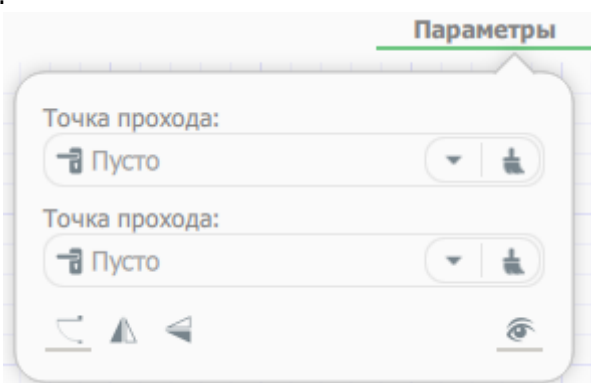 Параметры
Точка прохода:
Пусто
Точка прохода:
Пусто